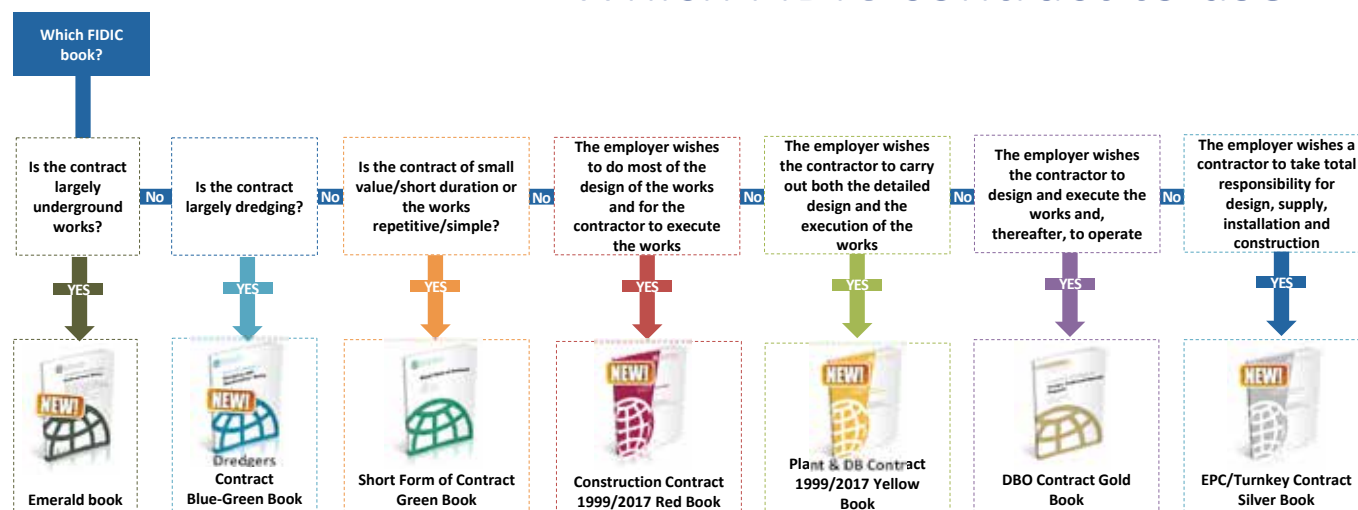 Which FIDIC
book?
Is the contract
largely
underground
works?
No
Is the contract
largely dredging?
No
Is the contract of small
value/short duration or
the works
repetitive/simple?
No
The employer wishes
to do most of the
design of the works
and for the
contractor to execute
the works
No
The employer wishes
the contractor to carry
out both the detailed
design and the
execution of the
works
No
The employer wishes
the contractor to
design and execute the
works and,
thereafter, to operate
No
The employer wishes a
contractor to take total
responsibility for
design, supply,
installation and
construction
YES
YES
YES
YES
YES
YES
YES
NEW!
NEW!
NEW!
NEW!
NEW!
Emerald book
Dredgers
Contract
Blue-Green Book
Short Form of Contract
Green Book
Construction Contract
1999/2017 Red Book
Plant & DB Contract
1999/2017 Yellow
Book
DBO Contract Gold
Book
EPC/Turnkey Contract
Silver Book